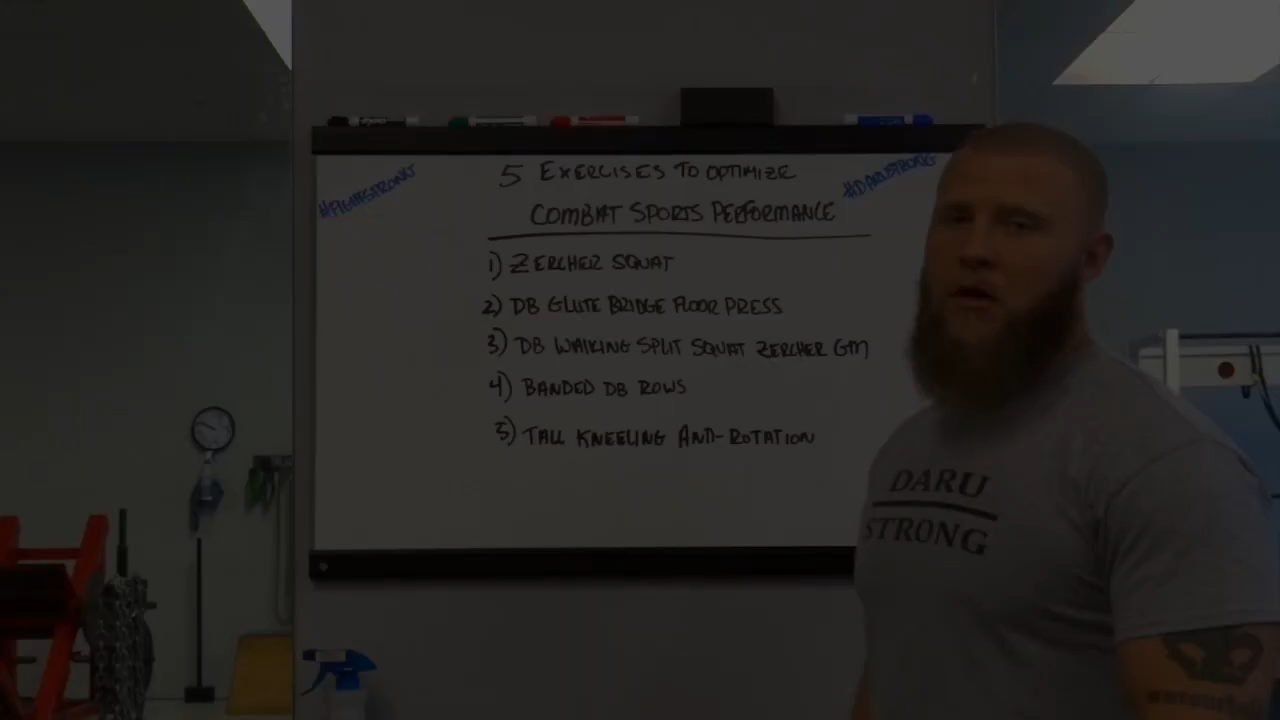 5 EXERCISES TO OPTIMIZE
COMBAT SPORTS PERFORMANCE
#FIGHTSTRONG
#DARUSTRONG
1) ZERCHER SQUAT
2) DB GLUTE BRIDGE FLOOR PRESS
3) DB WALKING SPLIT SQUAT ZERCHER GM
4) BANDED DB ROWS
5) TALL KNEELING ANTI-ROTATION
DARU
STRONG